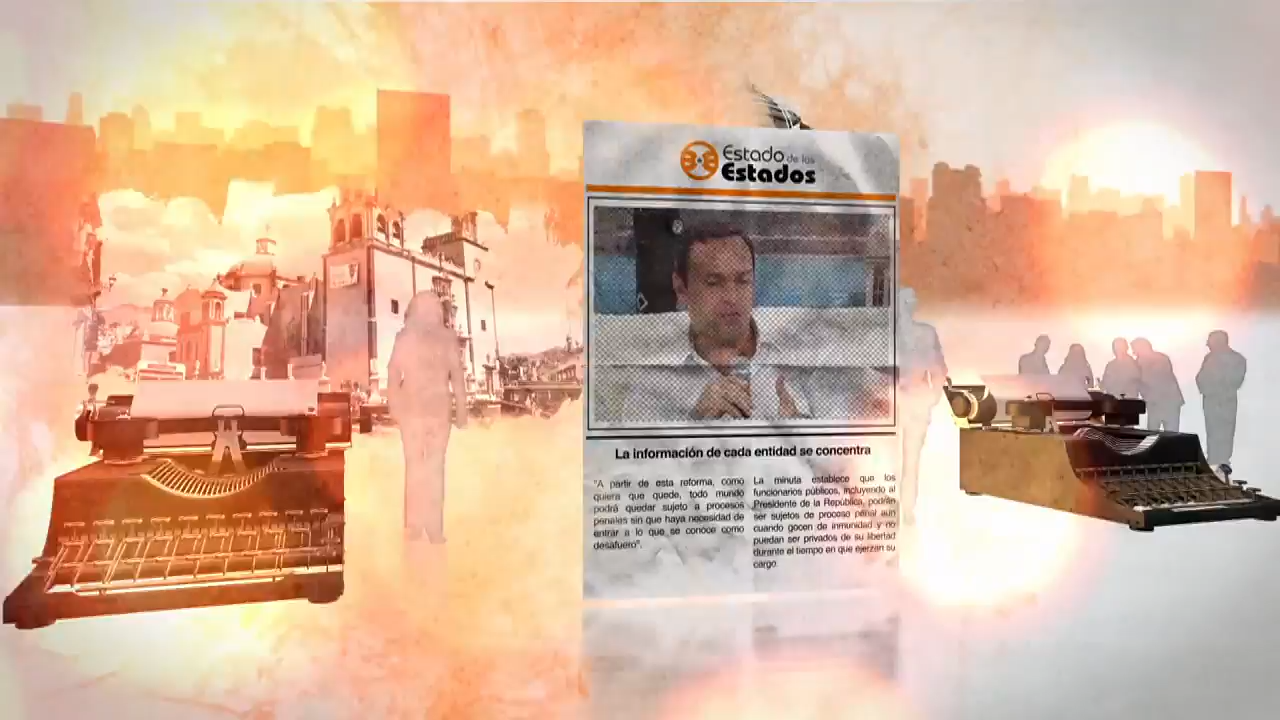 Estado de los
Estados
La información de cada entidad se concentra
"A partir de esta reforma, como
quiera que quede, todo mundo
podrá quedar sujeto a procesos
penales sin que haya necesidad de
entrar a lo que se conoce como
desafuero".
La minuta establece que los
funcionarios públicos, incluyendo al
Presidente de la República, podrán
ser sujetos de proceso penal aun
cuando gocen de inmunidad y no
puedan ser privados de su libertad
durante el tiempo en que ejerzan su
cargo.